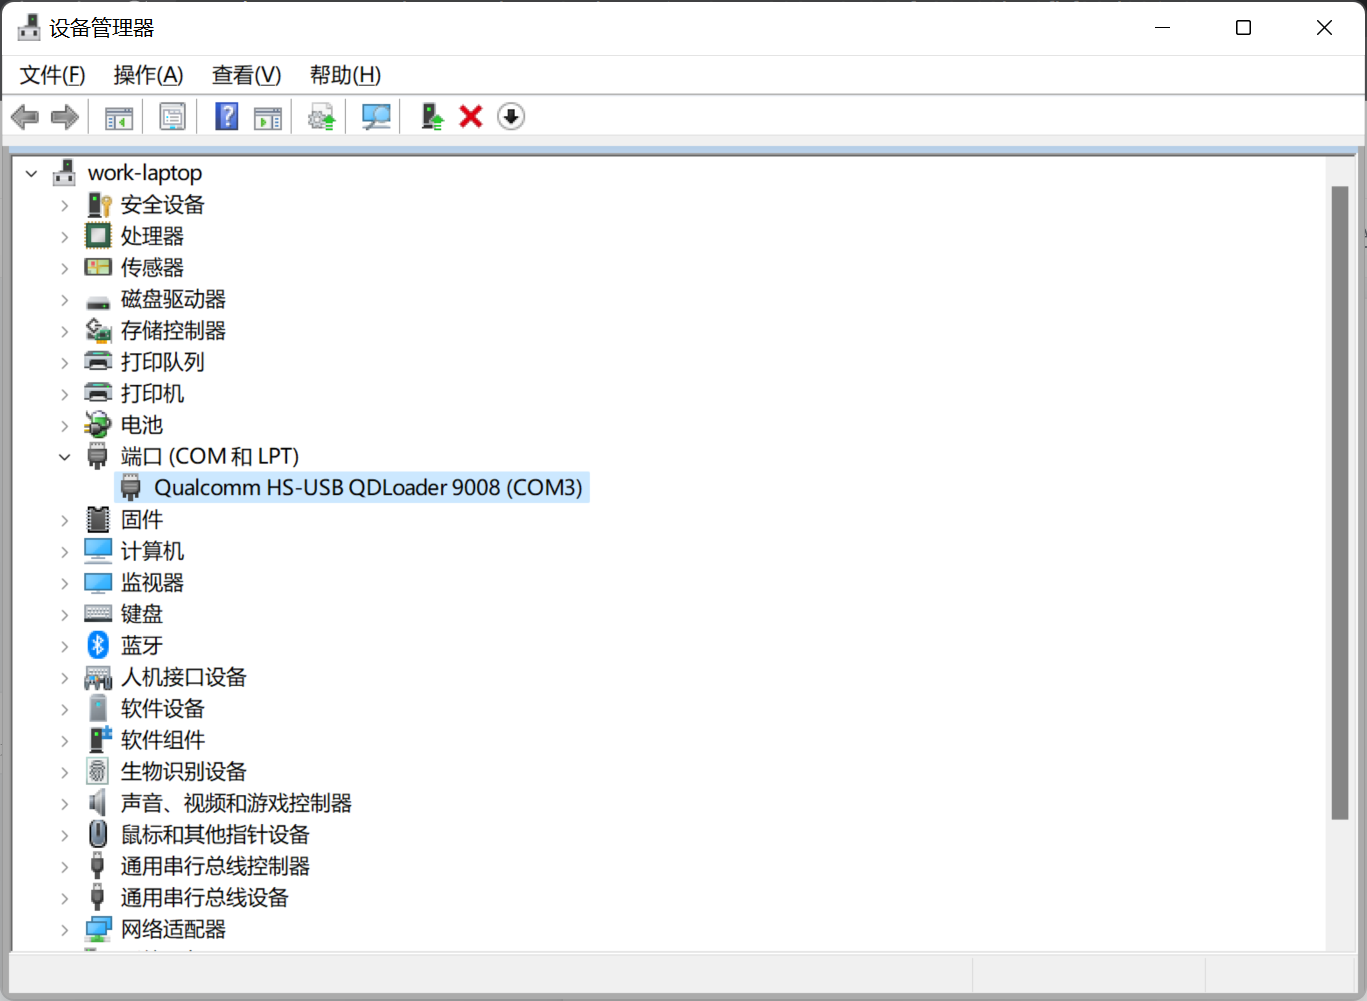 设备管理器
文件(F) 操作(A) 查看(V) 帮助(H)
work-laptop
安全设备
处理器
传感器
磁盘驱动器
存储控制器
打印队列
打印机
电池
端口 (COM 和 LPT)
Qualcomm HS-USB QDLoader 9008 (COM3)
固件
计算机
监视器
键盘
蓝牙
人机接口设备
软件设备
软件组件
生物识别设备
声音、视频和游戏控制器
鼠标和其他指针设备
通用串行总线控制器
通用串行总线设备
网络适配器